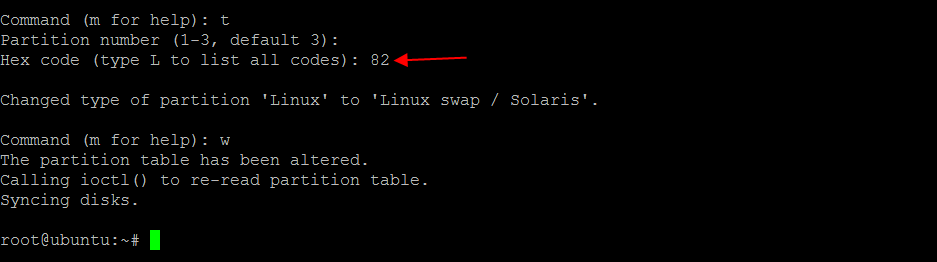 Command (m for help): t
Partition number (1-3, default 3):
Hex code (type L to list all codes): 82
Changed type of partition 'Linux' to 'Linux swap / Solaris'.
Command (m for help): w
The partition table has been altered.
Calling ioctl() to re-read partition table.
Syncing disks.
root@ubuntu:~#